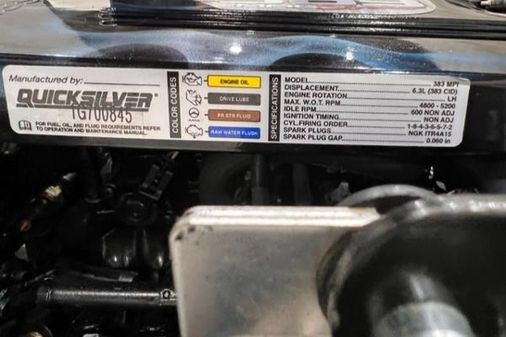 Manufactured by:
QUICKSILVER
1G700845
FOR FUEL, OIL, AND FLUID REQUIREMENTS REFER
TO OPERATION AND MAINTENANCE MANUAL.
COLOR CODES
ENGINE OIL
DRIVE LUBE
PR STR FLUID
RAW WATER FLUSH
SPECIFICATIONS
MODEL 383 MPI
DISPLACEMENT 6.3L (383 CID)
ENGINE ROTATION LH
MAX. W.O.T. RPM 4800 - 5200
IDLE RPM 600 NON ADJ
IGNITION TIMING NON ADJ
CYL.FIRING ORDER 1-8-4-3-6-5-7-2
SPARK PLUGS NGK ITR4A15
SPARK PLUG GAP 0.060 in